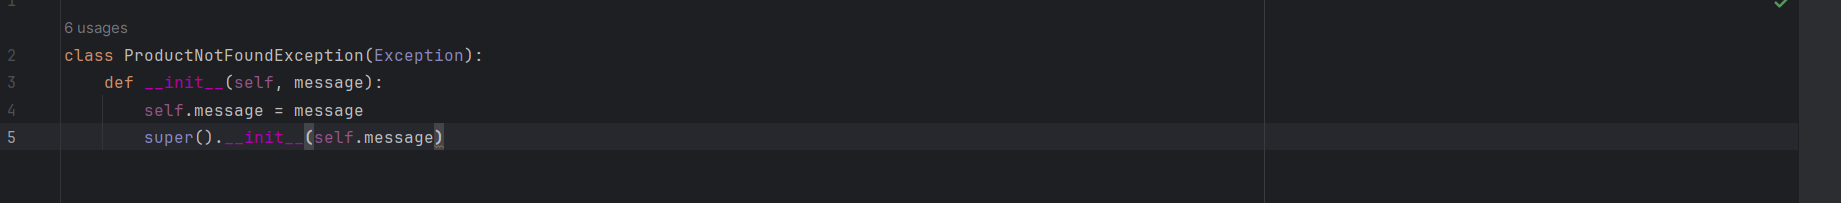 1
6 usages
2 class ProductNotFoundException(Exception):
3     def __init__(self, message):
4         self.message = message
5         super().__init__(self.message)